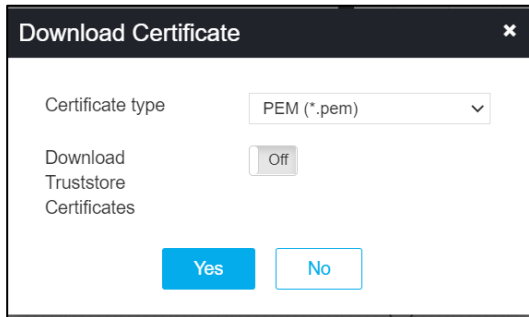 Download Certificate ×
Certificate type PEM (*.pem)
Download Off
Truststore
Certificates
Yes No